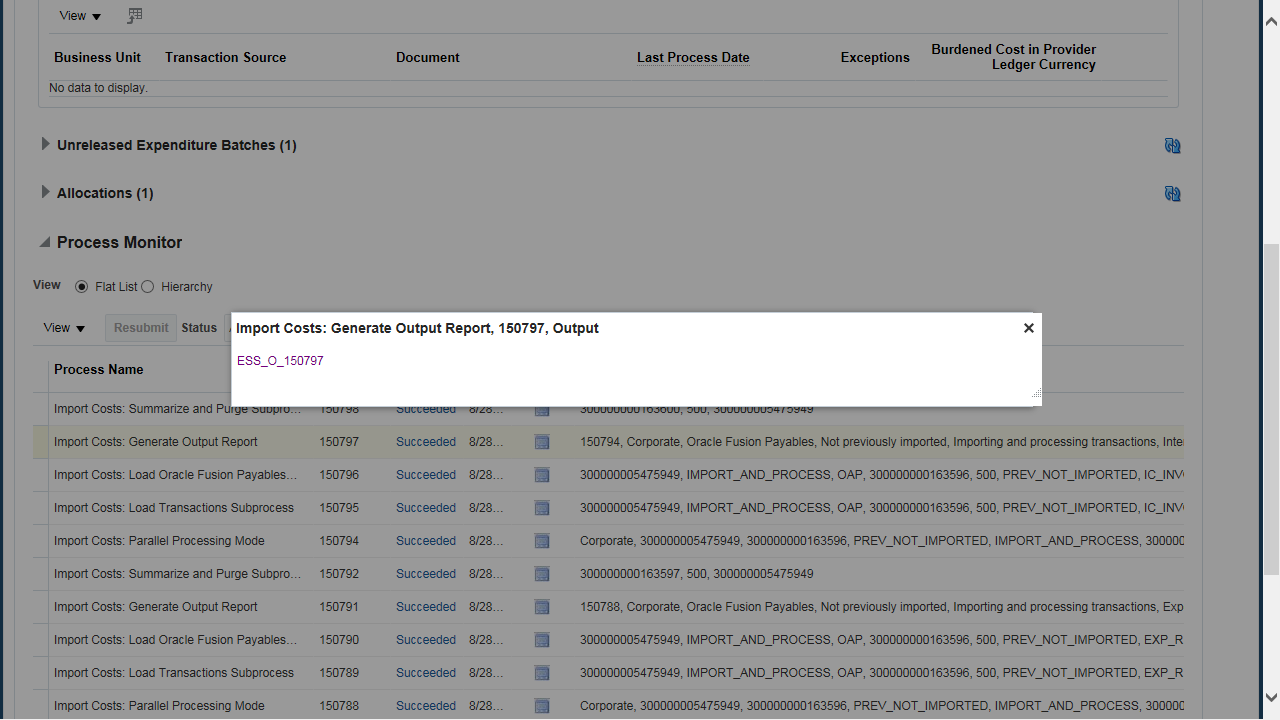 View
Business Unit Transaction Source Document Last Process Date Exceptions Burdened Cost in Provider
Ledger Currency
No data to display.
Unreleased Expenditure Batches (1)
Allocations (1)
Process Monitor
View Flat List Hierarchy
View Resubmit Status
Import Costs: Generate Output Report, 150797, Output
ESS_O_150797
Process Name
Import Costs: Summarize and Purge Subpro... 150798 Succeeded 8/28... 300000000163600, 500, 300000005475949
Import Costs: Generate Output Report 150797 Succeeded 8/28... 150794, Corporate, Oracle Fusion Payables, Not previously imported, Importing and processing transactions, Inte
Import Costs: Load Oracle Fusion Payables... 150796 Succeeded 8/28... 300000005475949, IMPORT_AND_PROCESS, OAP, 300000000163596, 500, PREV_NOT_IMPORTED, IC_INV
Import Costs: Load Transactions Subprocess 150795 Succeeded 8/28... 300000005475949, IMPORT_AND_PROCESS, OAP, 300000000163596, 500, PREV_NOT_IMPORTED, IC_INV
Import Costs: Parallel Processing Mode 150794 Succeeded 8/28... Corporate, 300000005475949, 300000000163596, PREV_NOT_IMPORTED, IMPORT_AND_PROCESS, 300000
Import Costs: Summarize and Purge Subpro... 150792 Succeeded 8/28... 300000000163597, 500, 300000005475949
Import Costs: Generate Output Report 150791 Succeeded 8/28... 150788, Corporate, Oracle Fusion Payables, Not previously imported, Importing and processing transactions, Exp
Import Costs: Load Oracle Fusion Payables... 150790 Succeeded 8/28... 300000005475949, IMPORT_AND_PROCESS, OAP, 300000000163596, 500, PREV_NOT_IMPORTED, EXP_R
Import Costs: Load Transactions Subprocess 150789 Succeeded 8/28... 300000005475949, IMPORT_AND_PROCESS, OAP, 300000000163596, 500, PREV_NOT_IMPORTED, EXP_R
Import Costs: Parallel Processing Mode 150788 Succeeded 8/28... Corporate, 300000005475949, 300000000163596, PREV_NOT_IMPORTED, IMPORT_AND_PROCESS, 300000